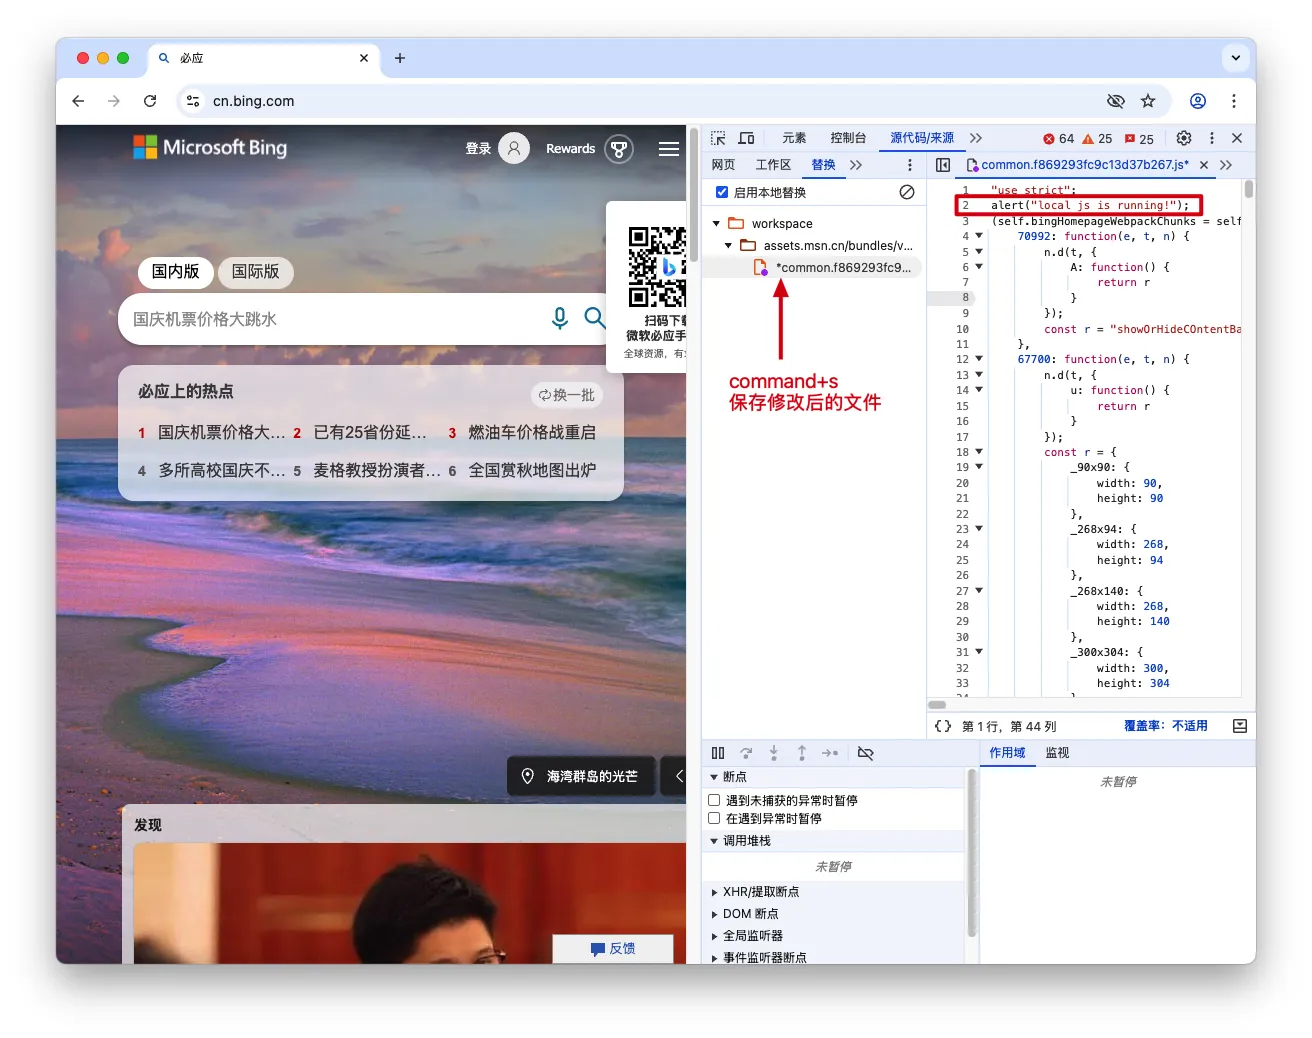 必应
cn.bing.com
Microsoft Bing
登录
Rewards
国内版
国际版
国庆机票价格大跳水
扫码下载
微软必应手
全球资源，有
必应上的热点
换一批
1 国庆机票价格大...
2 已有25省份延...
3 燃油车价格战重启
4 多所高校国庆不...
5 麦格教授扮演者...
6 全国赏秋地图出炉
海湾群岛的光芒
发现
反馈
元素
控制台
源代码/来源
64
25
25
网页
工作区
替换
启用本地替换
workspace
assets.msn.cn/bundles/v...
*common.f869293fc9...
command+s
保存修改后的文件
common.f869293fc9c13d37b267.js*
1 "use strict";
2 alert("local js is running!");
3 (self.bingHomepageWebpackChunks = self
4 70992: function(e, t, n) {
5 n.d(t, {
6 A: function() {
7 return r
8 }
9 });
10 const r = "showOrHideCOntentBa
11 },
12 67700: function(e, t, n) {
13 n.d(t, {
14 u: function() {
15 return r
16 }
17 });
18 const r = {
19 _90x90: {
20 width: 90,
21 height: 90
22 },
23 _268x94: {
24 width: 268,
25 height: 94
26 },
27 _268x140: {
28 width: 268,
29 height: 140
30 },
31 _300x304: {
32 width: 300,
33 height: 304
{} 第 1 行，第 44 列
覆盖率：不适用
断点
遇到未捕获的异常时暂停
在遇到异常时暂停
调用堆栈
未暂停
XHR/提取断点
DOM 断点
全局监听器
事件监听器断点
作用域
监视
未暂停